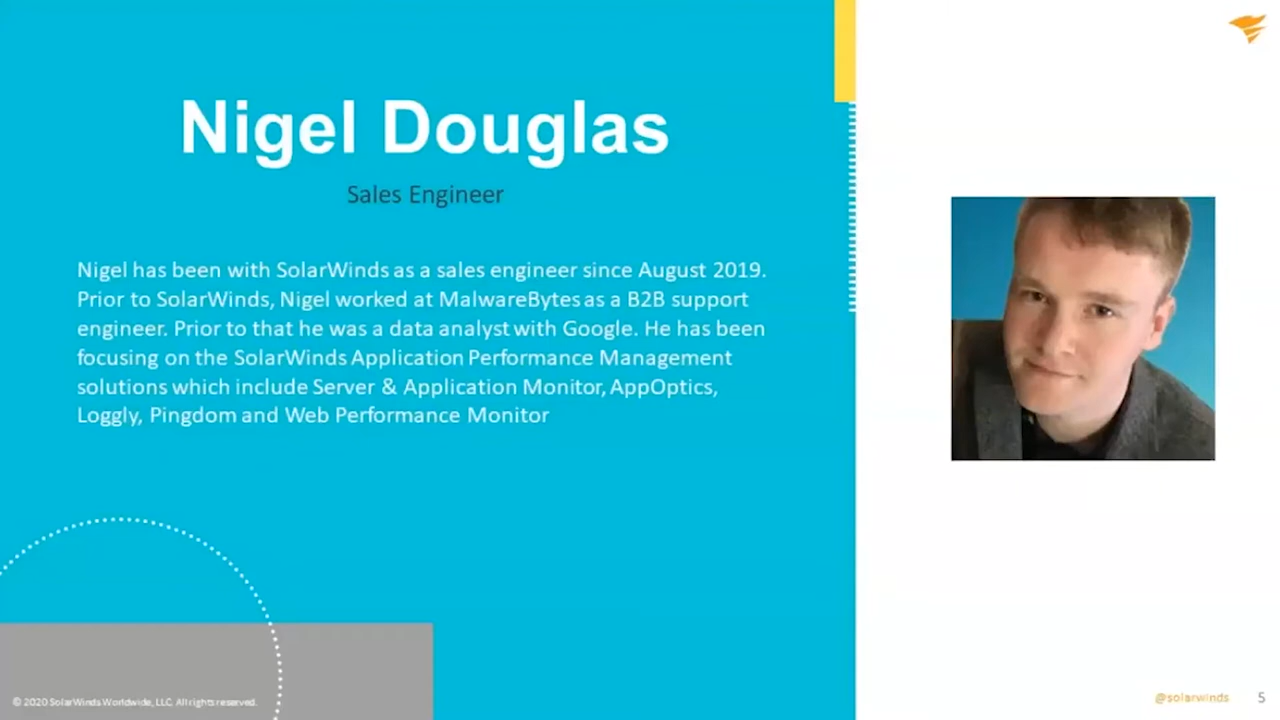 Nigel Douglas
Sales Engineer
Nigel has been with SolarWinds as a sales engineer since August 2019.
Prior to SolarWinds, Nigel worked at MalwareBytes as a B2B support
engineer. Prior to that he was a data analyst with Google. He has been
focusing on the SolarWinds Application Performance Management
solutions which include Server & Application Monitor, AppOptics,
Loggly, Pingdom and Web Performance Monitor
© 2020 SolarWinds Worldwide, LLC. All rights reserved.
@solarwinds
5